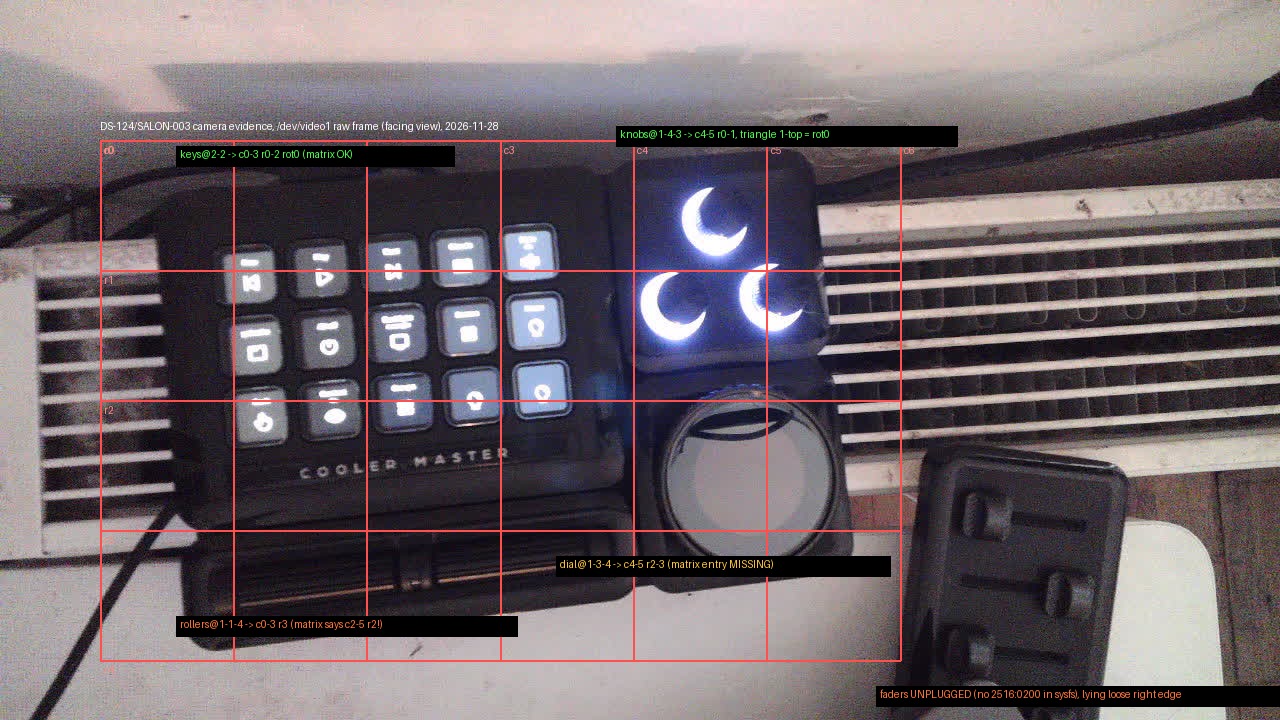 DS-124/SALON-003 camera evidence, /dev/video1 raw frame (facing view), 2026-11-28
knobs@1-4-3 -> c4-5 r0-1, triangle 1-top = rot0
keys@2-2 -> c0-3 r0-2 rot0 (matrix OK)
c3
c4
c5
c6
r1
r2
COOLER MASTER
dial@1-3-4 -> c4-5 r2-3 (matrix entry MISSING)
rollers@1-1-4 -> c0-3 r3 (matrix says c2-5 r2!)
faders UNPLUGGED (no 2516:0200 in sysfs), lying loose right edge